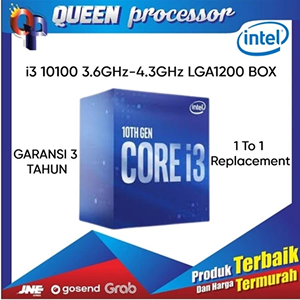 QP
QUEEN processor
intel
i3 10100 3.6GHz-4.3GHz LGA1200 BOX
intel
10TH GEN
CORE i3
GARANSI 3
TAHUN
1 To 1
Replacement
Produk Terbaik
Dan Harga Termurah
JNE gosend Grab